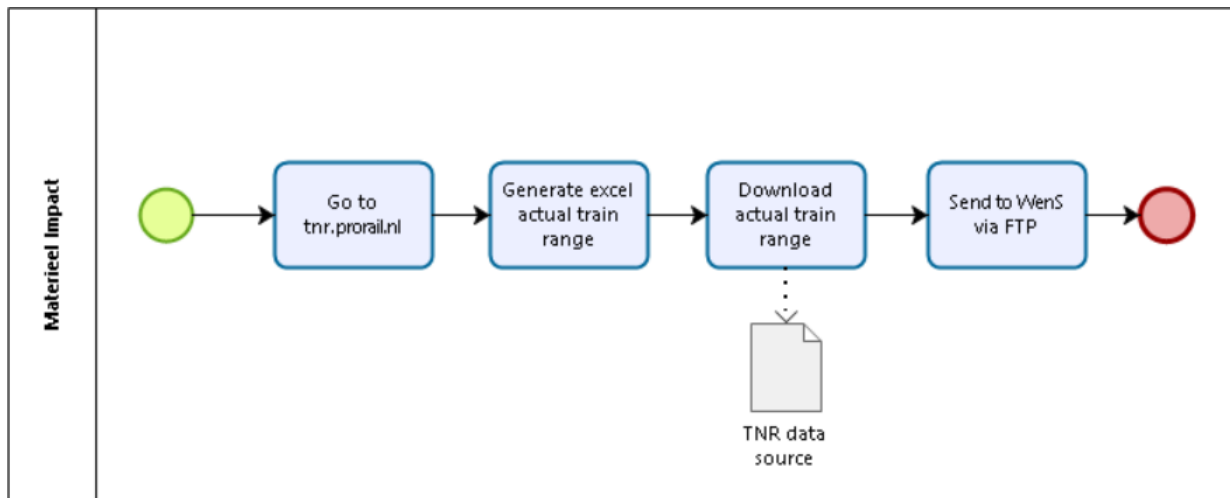 Materieel Impact
Go to
tnr.prorail.nl
Generate excel
actual train
range
Download
actual train
range
Send to WenS
via FTP
TNR data
source